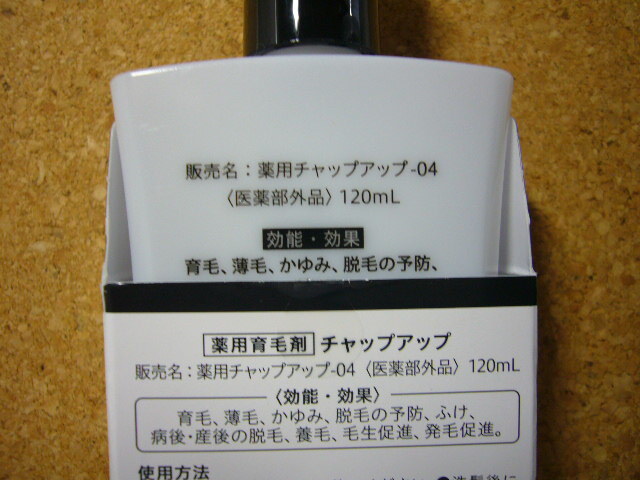 販売名：薬用チャップアップ-04
〈医薬部外品〉120mL
効能・効果
育毛、薄毛、かゆみ、脱毛の予防、
薬用育毛剤 チャップアップ
販売名：薬用チャップアップ-04〈医薬部外品〉120mL
〈効能・効果〉
育毛、薄毛、かゆみ、脱毛の予防、ふけ、
病後・産後の脱毛、養毛、毛生促進、発毛促進。
使用方法